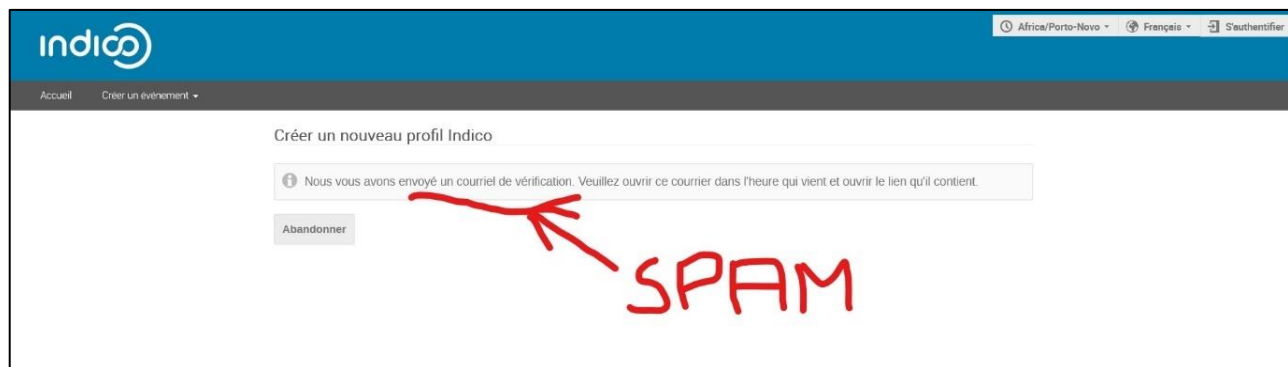 indico
Africa/Porto-Novo Français S'authentifier
Accueil Créer un événement
Créer un nouveau profil Indico
Nous vous avons envoyé un courriel de vérification. Veuillez ouvrir ce courrier dans l'heure qui vient et ouvrir le lien qu'il contient.
Abandonner
SPAM